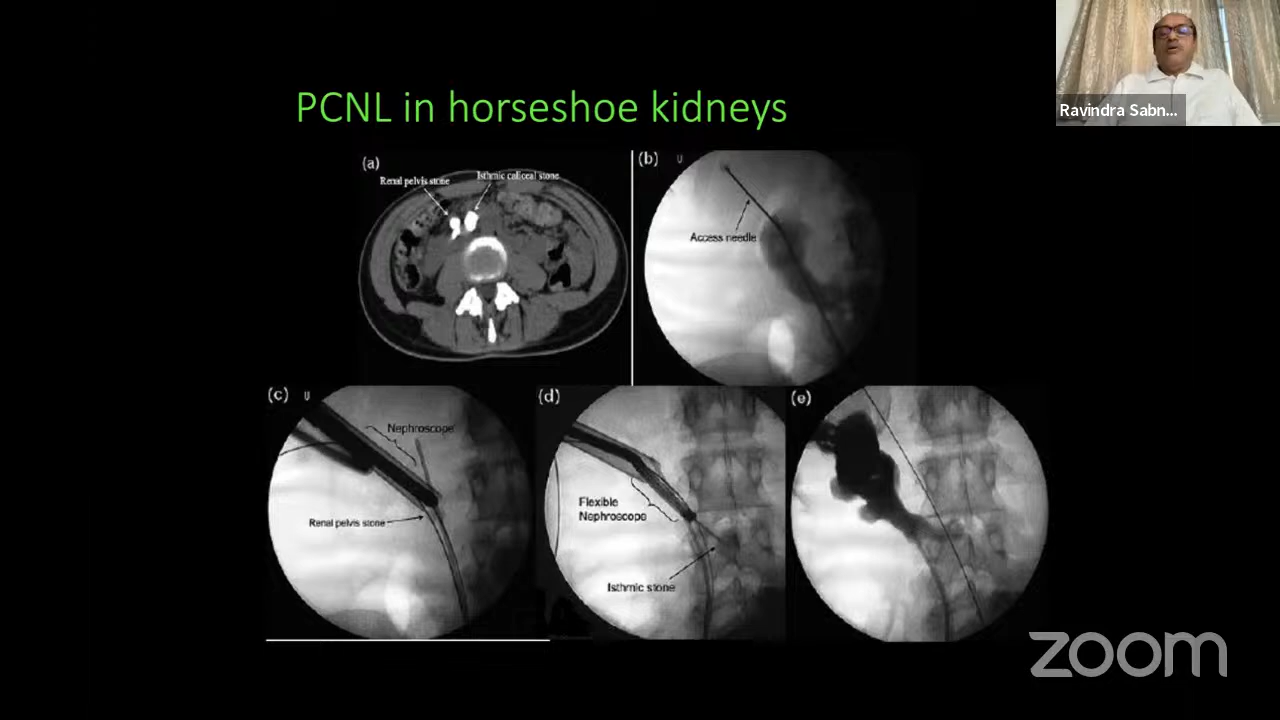 PCNL in horseshoe kidneys
Ravindra Sabn...
(a)
Renal pelvis stone
Isthmic caliceal stone
(b)
U
Access needle
(c)
U
Nephroscope
Renal pelvis stone
(d)
Flexible
Nephroscope
Isthmic stone
(e)
zoom